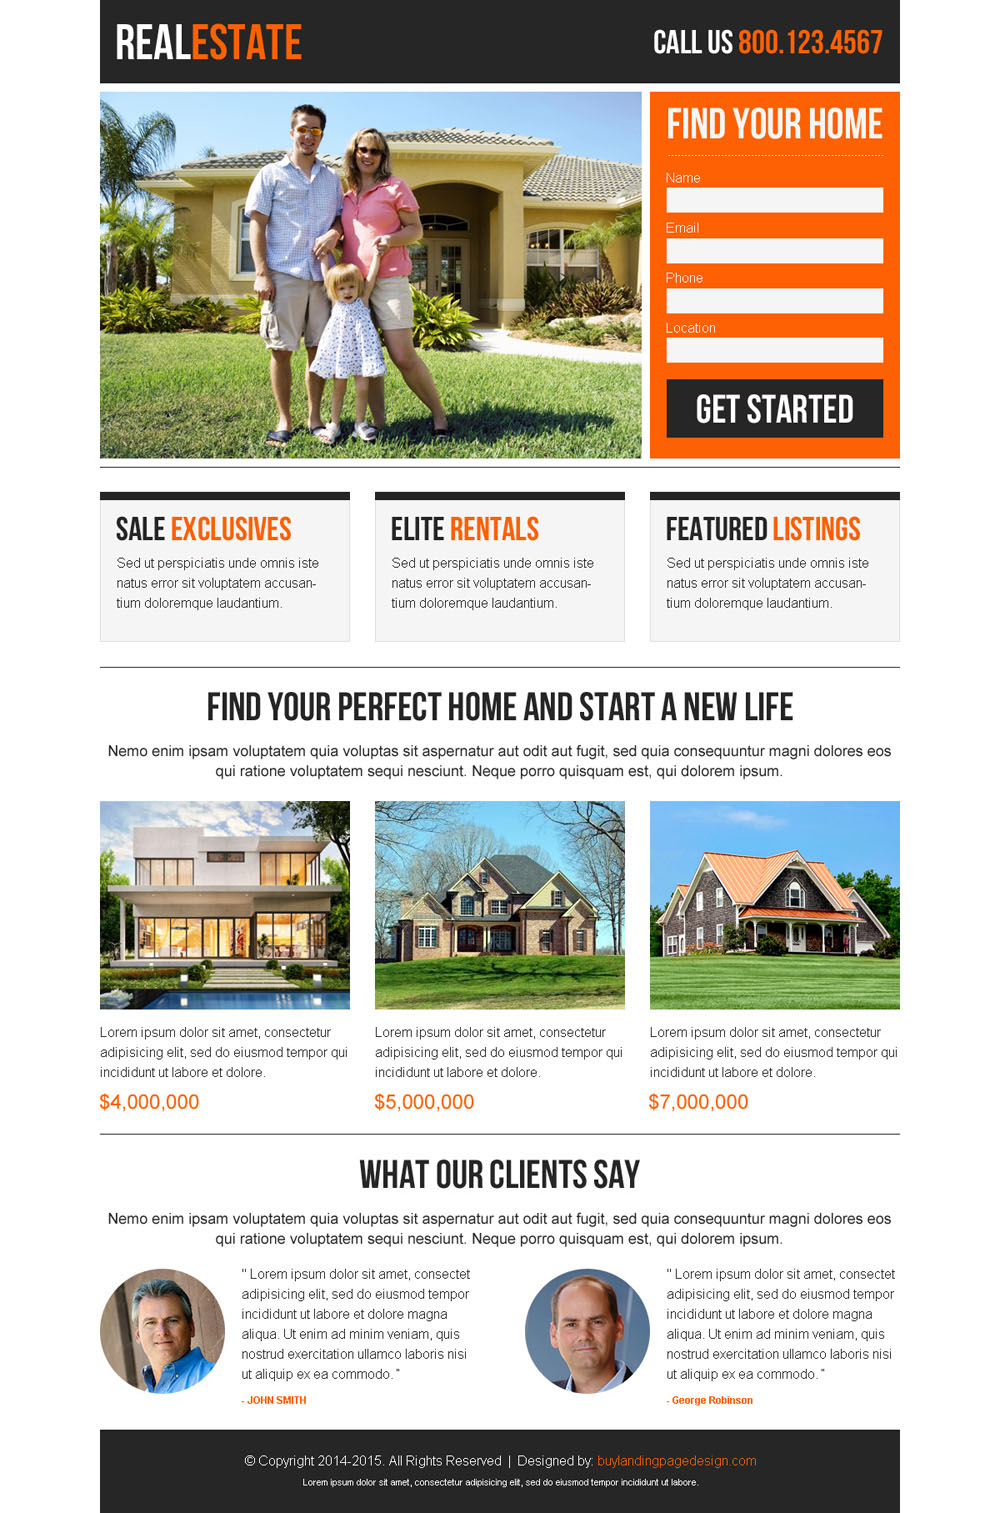 REALESTATE
CALL US 800.123.4567
FIND YOUR HOME
Name
Email
Phone
Location
GET STARTED
SALE EXCLUSIVES
Sed ut perspiciatis unde omnis iste
natus error sit voluptatem accusan-
tium doloremque laudantium.
ELITE RENTALS
Sed ut perspiciatis unde omnis iste
natus error sit voluptatem accusan-
tium doloremque laudantium.
FEATURED LISTINGS
Sed ut perspiciatis unde omnis iste
natus error sit voluptatem accusan-
tium doloremque laudantium.
FIND YOUR PERFECT HOME AND START A NEW LIFE
Nemo enim ipsam voluptatem quia voluptas sit aspernatur aut odit aut fugit, sed quia consequuntur magni dolores eos
qui ratione voluptatem sequi nesciunt. Neque porro quisquam est, qui dolorem ipsum.
Lorem ipsum dolor sit amet, consectetur
adipisicing elit, sed do eiusmod tempor qui
incididunt ut labore et dolore.
$4,000,000
Lorem ipsum dolor sit amet, consectetur
adipisicing elit, sed do eiusmod tempor qui
incididunt ut labore et dolore.
$5,000,000
Lorem ipsum dolor sit amet, consectetur
adipisicing elit, sed do eiusmod tempor qui
incididunt ut labore et dolore.
$7,000,000
WHAT OUR CLIENTS SAY
Nemo enim ipsam voluptatem quia voluptas sit aspernatur aut odit aut fugit, sed quia consequuntur magni dolores eos
qui ratione voluptatem sequi nesciunt. Neque porro quisquam est, qui dolorem ipsum.
" Lorem ipsum dolor sit amet, consectet
adipisicing elit, sed do eiusmod tempor
incididunt ut labore et dolore magna
aliqua. Ut enim ad minim veniam, quis
nostrud exercitation ullamco laboris nisi
ut aliquip ex ea commodo. "
- JOHN SMITH
" Lorem ipsum dolor sit amet, consectet
adipisicing elit, sed do eiusmod tempor
incididunt ut labore et dolore magna
aliqua. Ut enim ad minim veniam, quis
nostrud exercitation ullamco laboris nisi
ut aliquip ex ea commodo. "
- George Robinson
© Copyright 2014-2015. All Rights Reserved | Designed by: buylandingpagedesign.com
Lorem ipsum dolor sit amet, consectetur adipisicing elit, sed do eiusmod tempor incididunt ut labore.